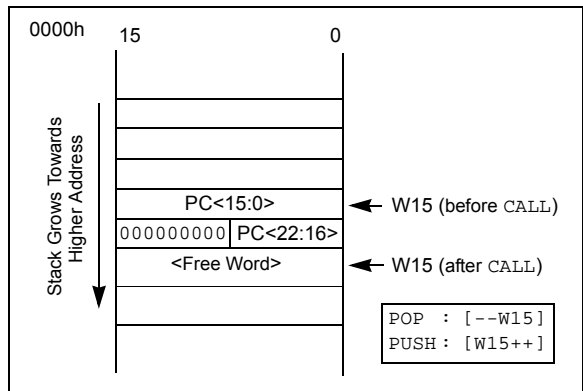 0000h
15 0
Stack Grows Towards
Higher Address
PC<15:0>
W15 (before CALL)
000000000 PC<22:16>
<Free Word>
W15 (after CALL)
POP : [--W15]
PUSH : [W15++]